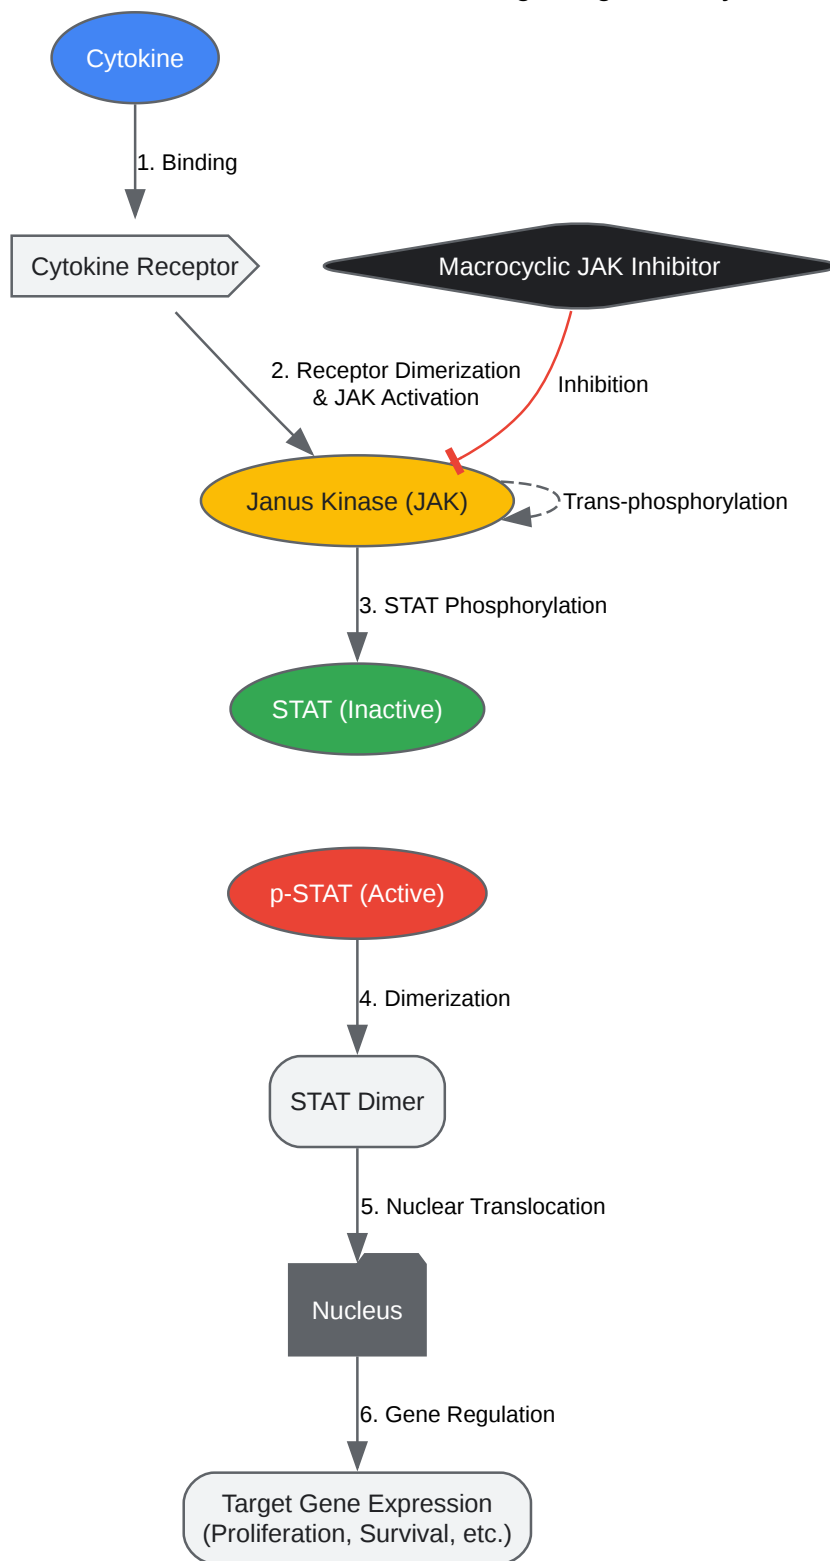 Cytokine
1. Binding
Cytokine Receptor
Macrocyclic JAK Inhibitor
2. Receptor Dimerization
& JAK Activation
Inhibition
Janus Kinase (JAK)
Trans-phosphorylation
3. STAT Phosphorylation
STAT (Inactive)
p-STAT (Active)
4. Dimerization
STAT Dimer
5. Nuclear Translocation
Nucleus
6. Gene Regulation
Target Gene Expression
(Proliferation, Survival, etc.)